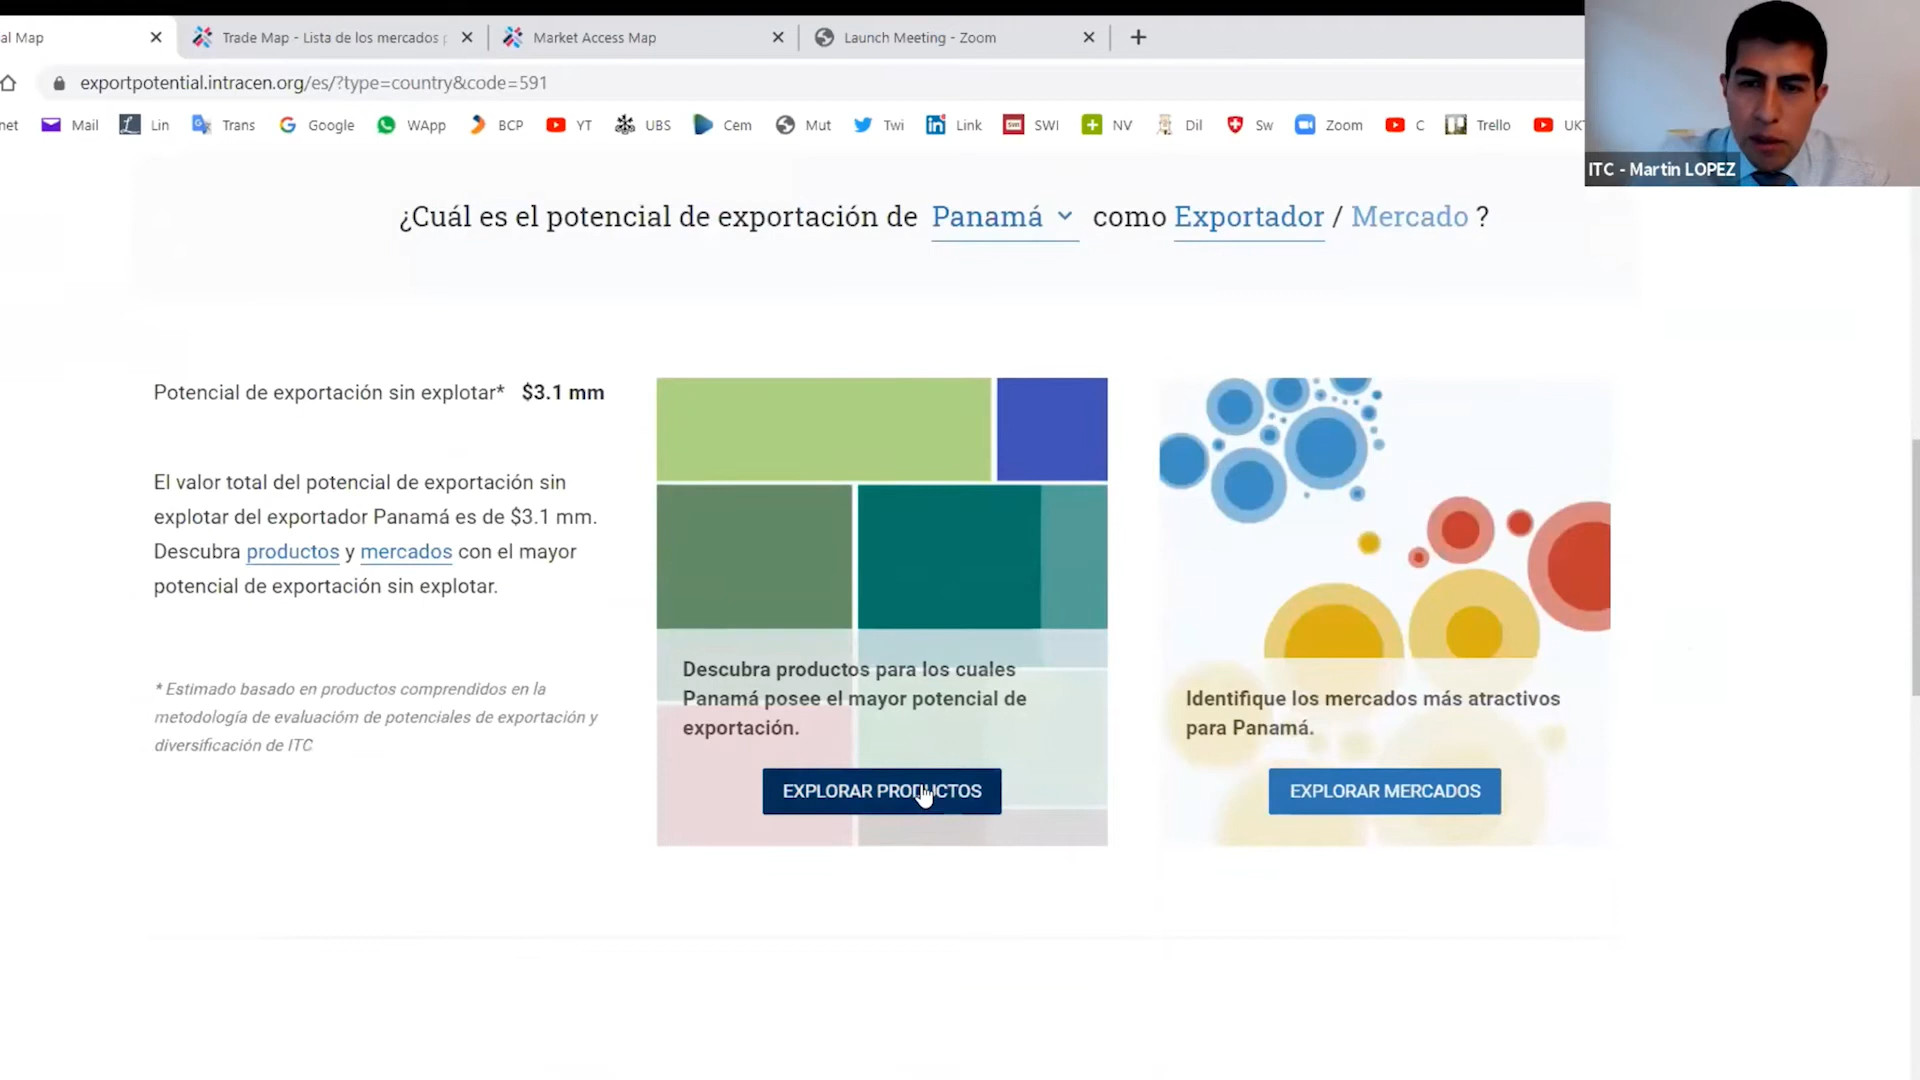 al Map
Trade Map - Lista de los mercados
Market Access Map
Launch Meeting - Zoom
exportpotential.intracen.org/es/?type=country&code=591
net Mail Lin Trans Google WApp BCP YT UBS Cem Mut Twi Link SWI NV Dil Sw Zoom C Trello UK
ITC - Martin LOPEZ
¿Cuál es el potencial de exportación de Panamá como Exportador / Mercado ?
Potencial de exportación sin explotar* $3.1 mm
El valor total del potencial de exportación sin
explotar del exportador Panamá es de $3.1 mm.
Descubra productos y mercados con el mayor
potencial de exportación sin explotar.
* Estimado basado en productos comprendidos en la
metodología de evaluacióm de potenciales de exportación y
diversificación de ITC
Descubra productos para los cuales
Panamá posee el mayor potencial de
exportación.
EXPLORAR PRODUCTOS
Identifique los mercados más atractivos
para Panamá.
EXPLORAR MERCADOS